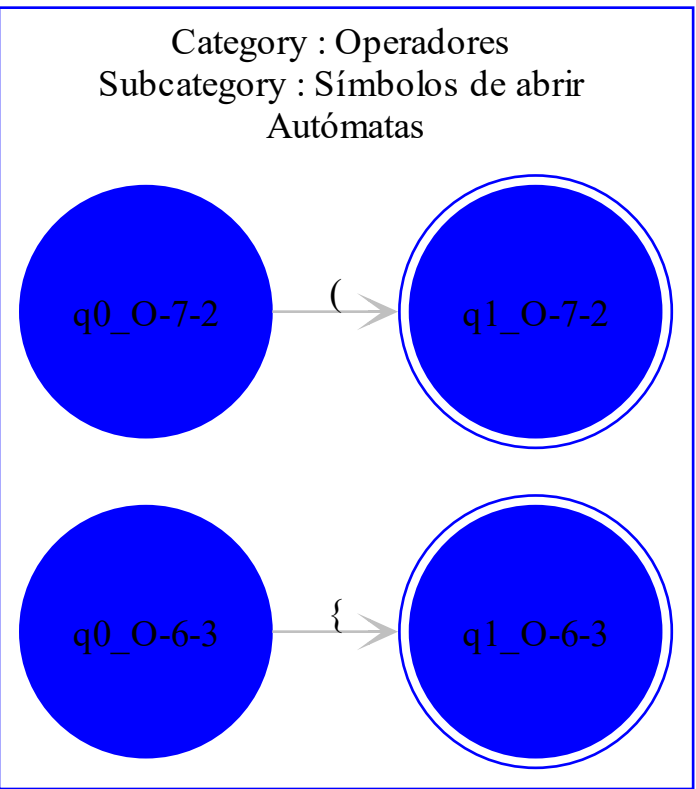 Category : Operadores
Subcategory : Símbolos de abrir
Autómatas
q0_O-7-2
(
q1_O-7-2
q0_O-6-3
{
q1_O-6-3